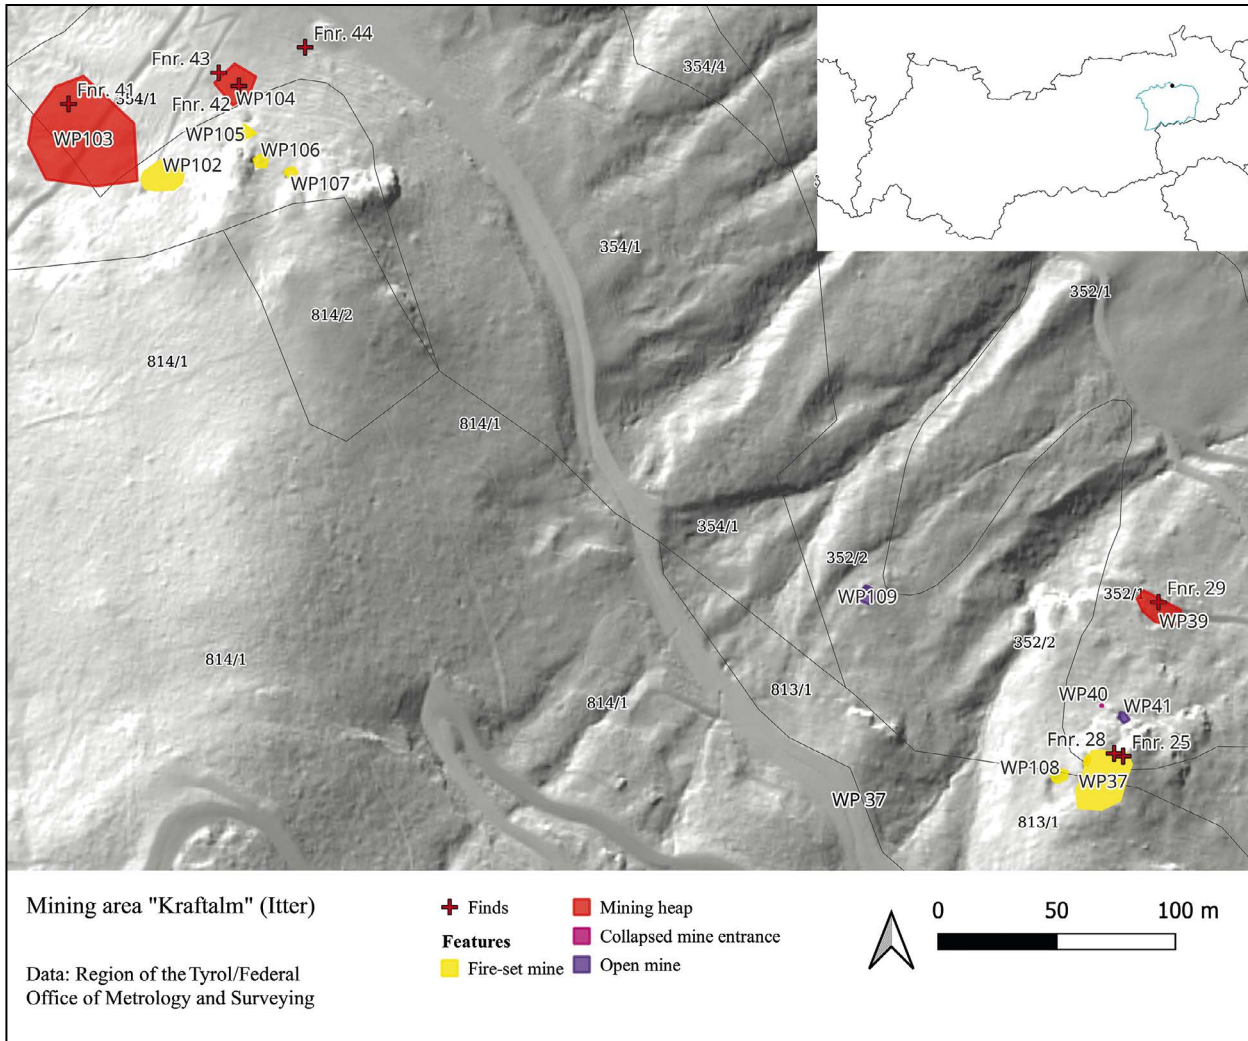 Fnr. 44
Fnr. 43
354/4
Fnr. 41
354/1
Fnr. 42
WP104
WP103
WP105
WP106
WP102
WP107
354/1
352/1
814/2
814/1
814/1
354/1
352/2
WP109
352/1
Fnr. 29
WP39
352/2
814/1
813/1
WP40
814/1
WP41
Fnr. 28
Fnr. 25
WP108
WP37
WP 37
813/1
Mining area "Kraftalm" (Itter)
Data: Region of the Tyrol/Federal
Office of Metrology and Surveying
Finds
Features
Fire-set mine
Mining heap
Collapsed mine entrance
Open mine
0 50 100 m